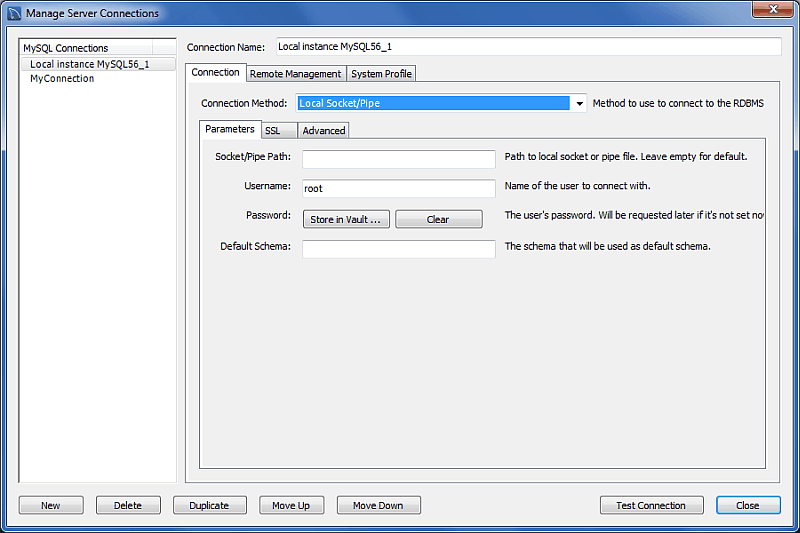 Manage Server Connections
MySQL Connections
Local instance MySQL56_1
MyConnection
Connection Name: Local instance MySQL56_1
Connection Remote Management System Profile
Connection Method: Local Socket/Pipe Method to use to connect to the RDBMS
Parameters SSL Advanced
Socket/Pipe Path: Path to local socket or pipe file. Leave empty for default.
Username: root Name of the user to connect with.
Password: Store in Vault ... Clear The user's password. Will be requested later if it's not set no
Default Schema: The schema that will be used as default schema.
New Delete Duplicate Move Up Move Down Test Connection Close